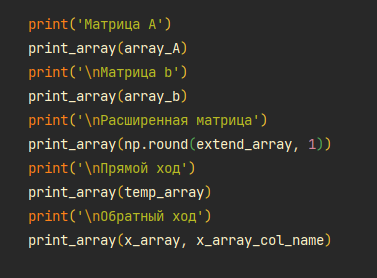 print('Матрица A')
print_array(array_A)
print('\nМатрица b')
print_array(array_b)
print('\nРасширенная матрица')
print_array(np.round(extend_array, 1))
print('\nПрямой ход')
print_array(temp_array)
print('\nОбратный ход')
print_array(x_array, x_array_col_name)